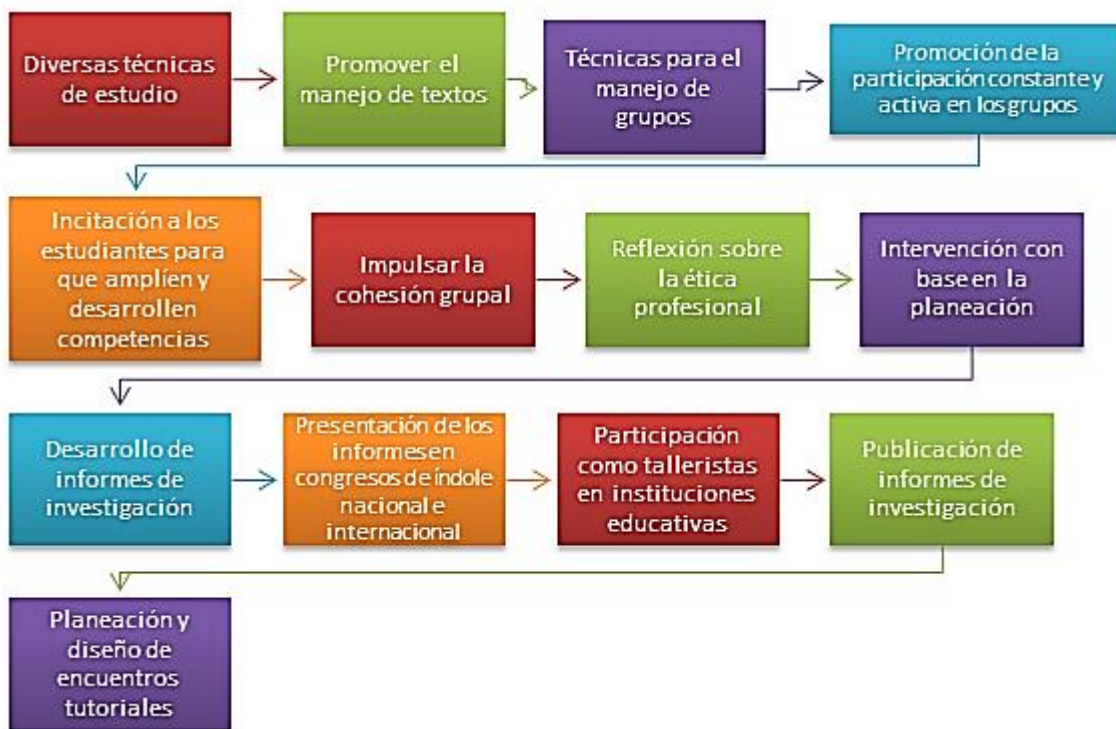 Diversas técnicas
de estudio
Promover el
manejo de textos
Técnicas para el
manejo de
grupos
Promoción de la
participación constante y
activa en los grupos
Incitación a los
estudiantes para
que amplíen y
desarrollen
competencias
Impulsar la
cohesión grupal
Reflexión sobre
la ética
profesional
Intervención con
base en la
planeación
Desarrollo de
informes de
investigación
Presentación de los
informes en
congresos de índole
nacional e
internacional
Participación
como talleristas
en instituciones
educativas
Publicación de
informes de
investigación
Planeación y
diseño de
encuentros
tutoriales